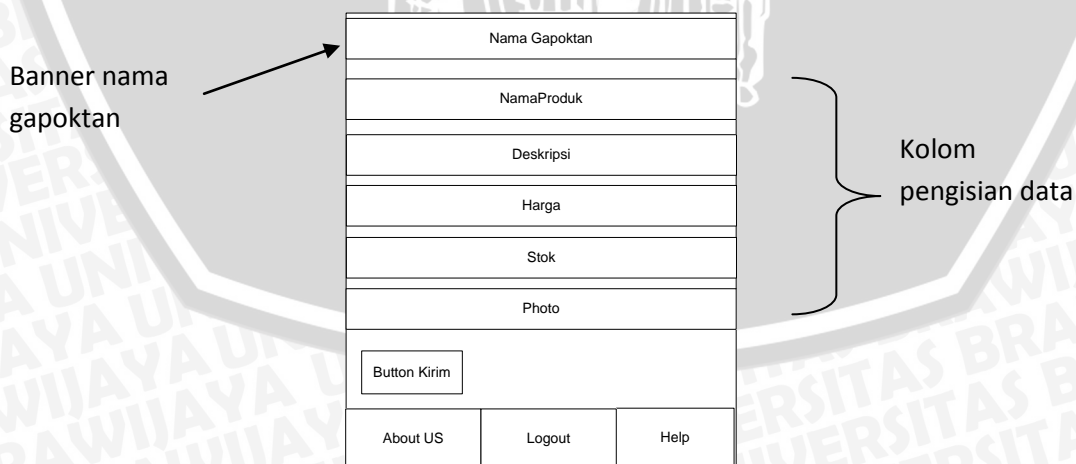 Nama Gapoktan
Banner nama
gapoktan
NamaProduk
Deskripsi
Kolom
pengisian data
Harga
Stok
Photo
Button Kirim
About US
Logout
Help